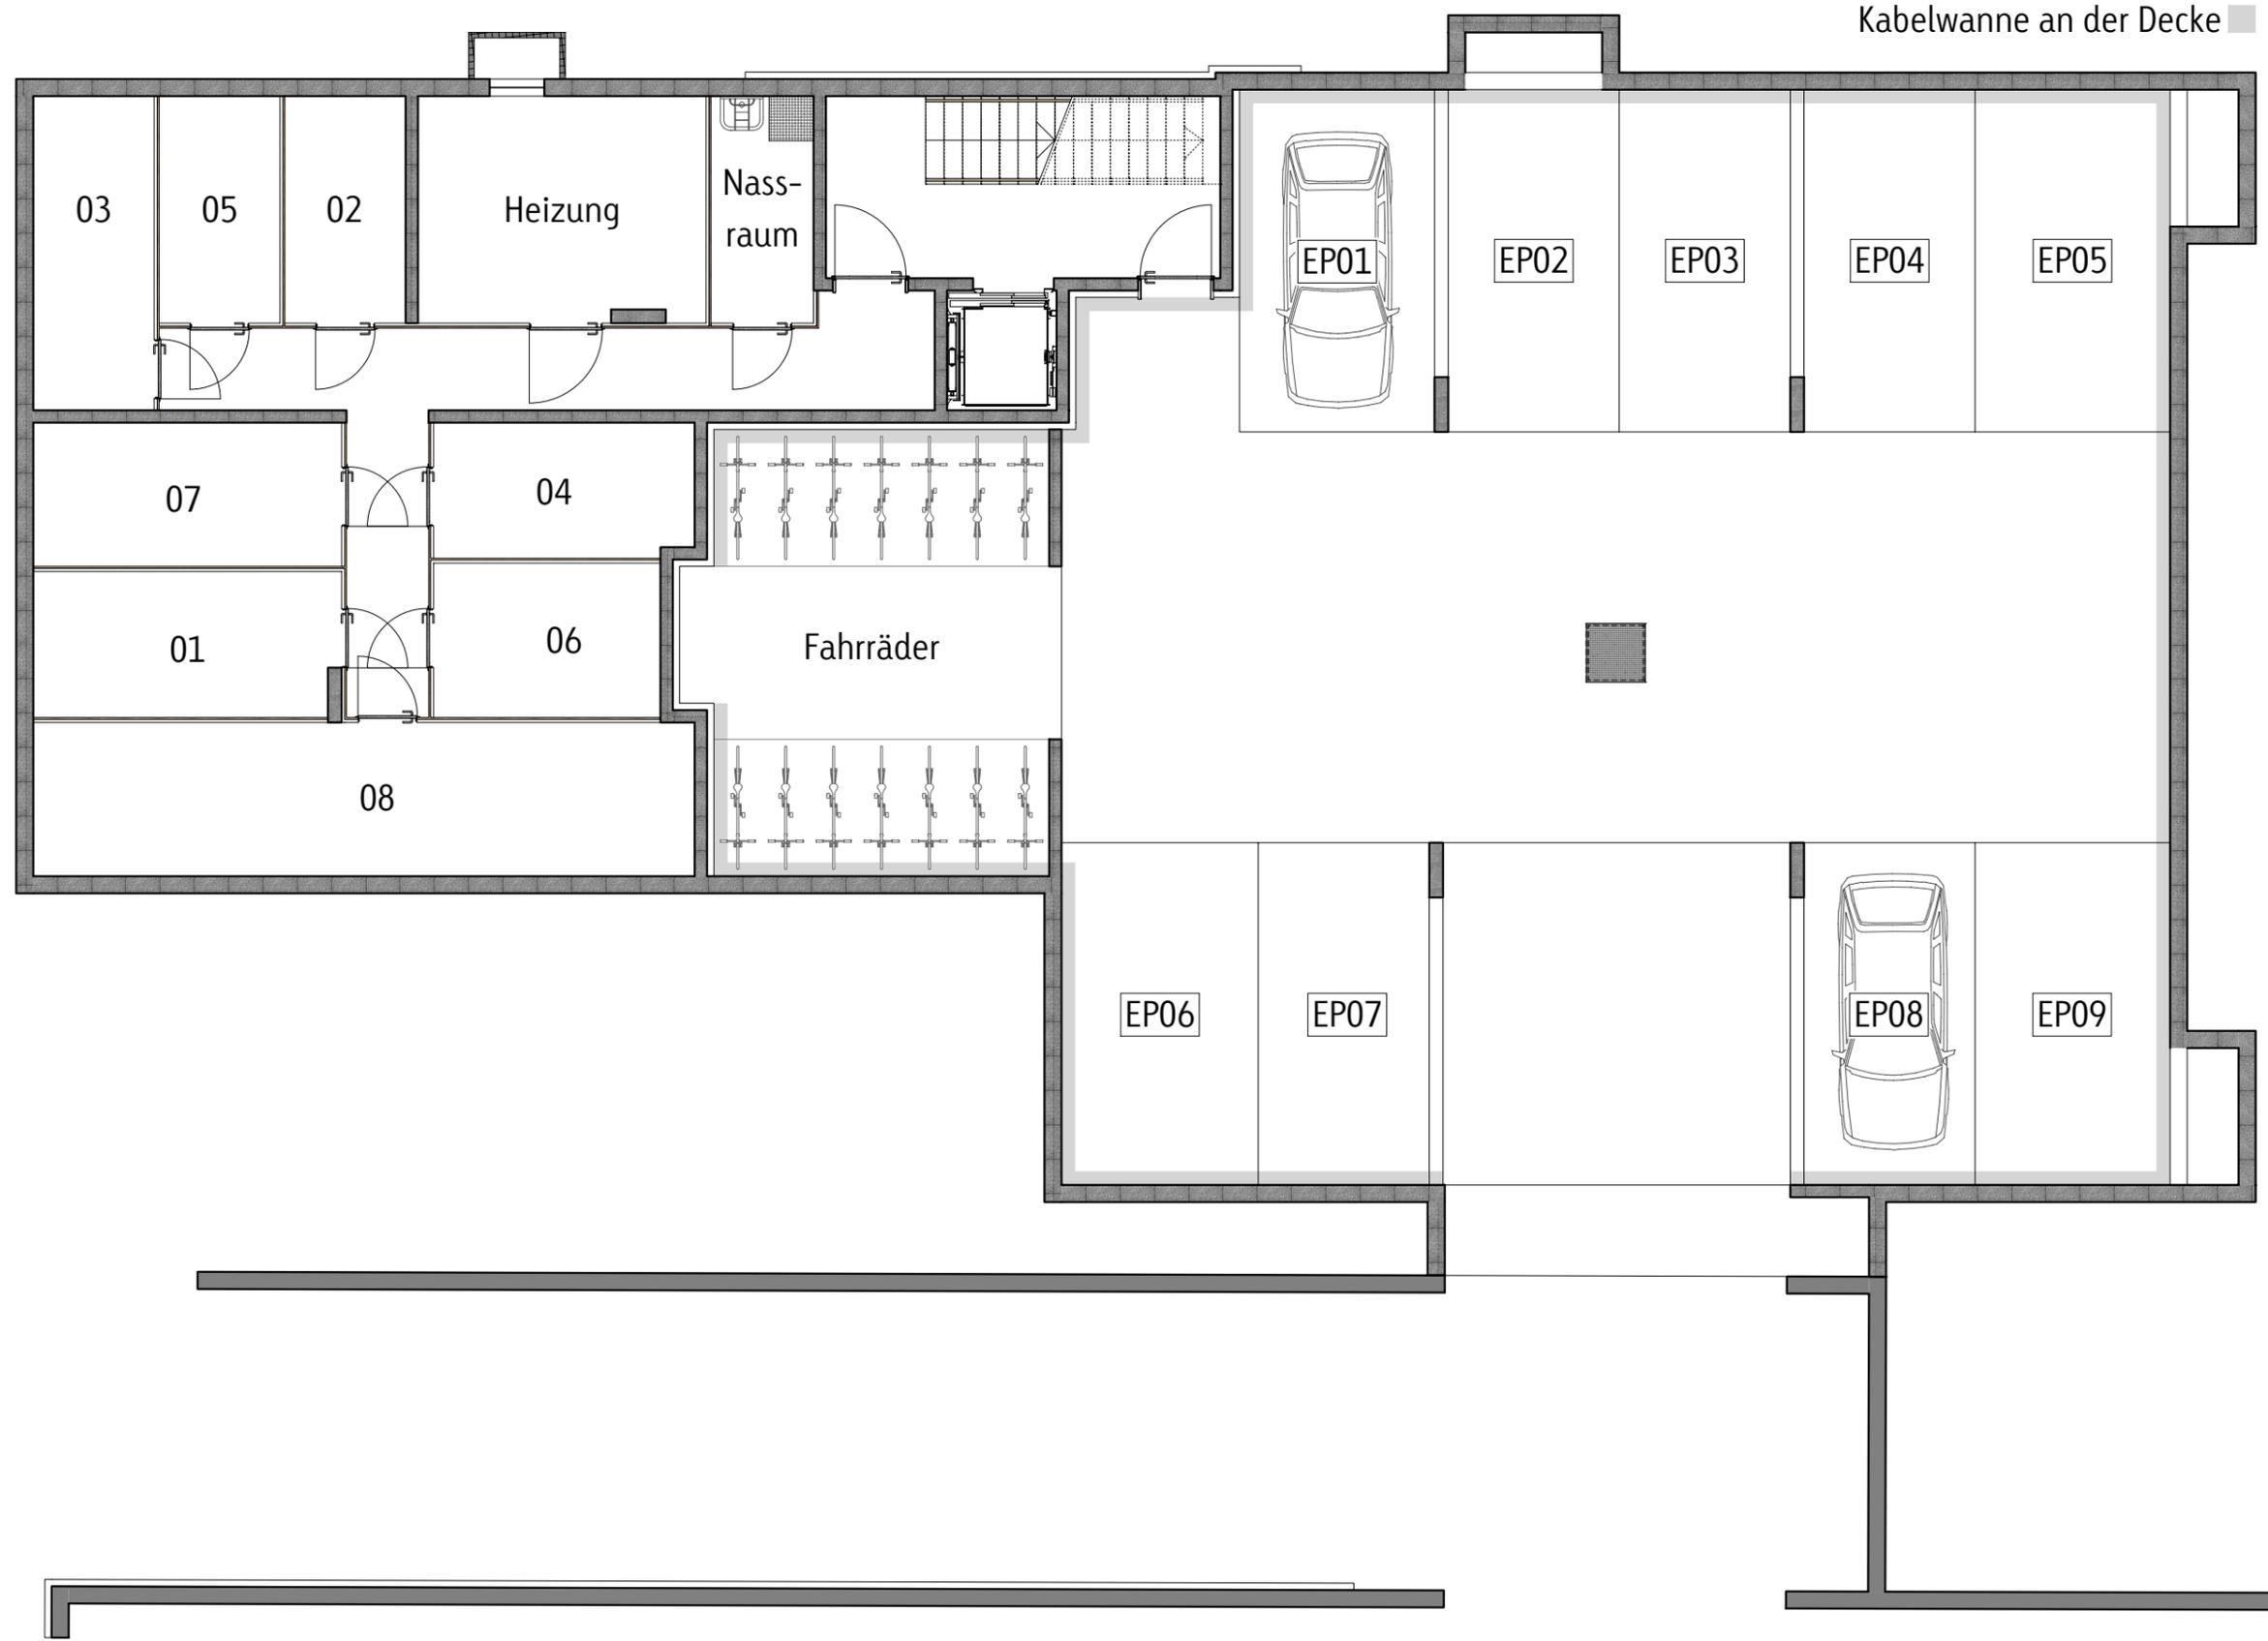 Kabelwanne an der Decke
03
05
02
Heizung
Nass-
raum
EP01
EP02
EP03
EP04
EP05
07
04
01
06
Fahrräder
08
EP06
EP07
EP08
EP09